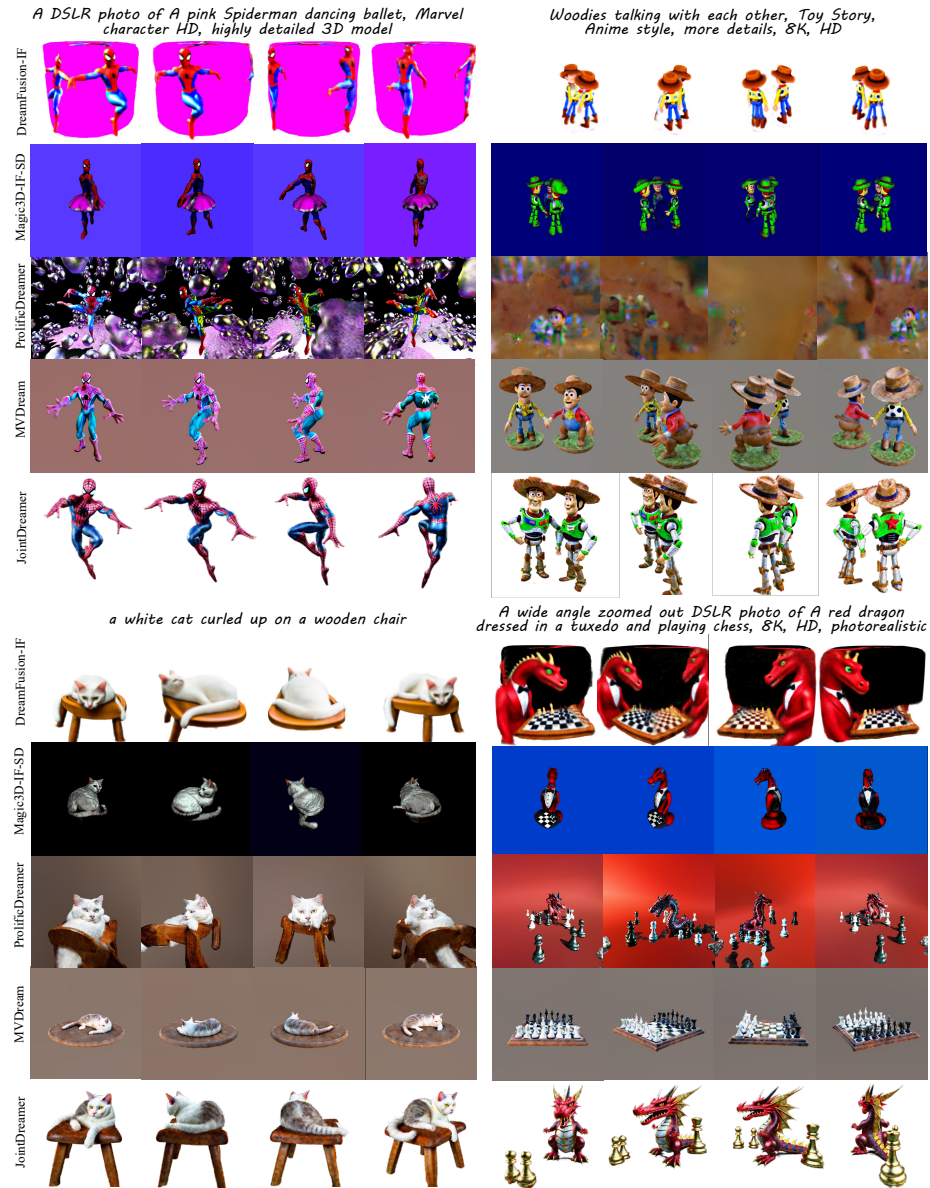 A DSLR photo of A pink Spiderman dancing ballet, Marvel
character HD, highly detailed 3D model
Woodies talking with each other, Toy Story,
Anime style, more details, 8K, HD
DreamFusion-IF
Magic3D-IF-SD
ProlificDreamer
MVDream
JointDreamer
a white cat curled up on a wooden chair
A wide angle zoomed out DSLR photo of A red dragon
dressed in a tuxedo and playing chess, 8K, HD, photorealistic
DreamFusion-IF
Magic3D-IF-SD
ProlificDreamer
MVDream
JointDreamer